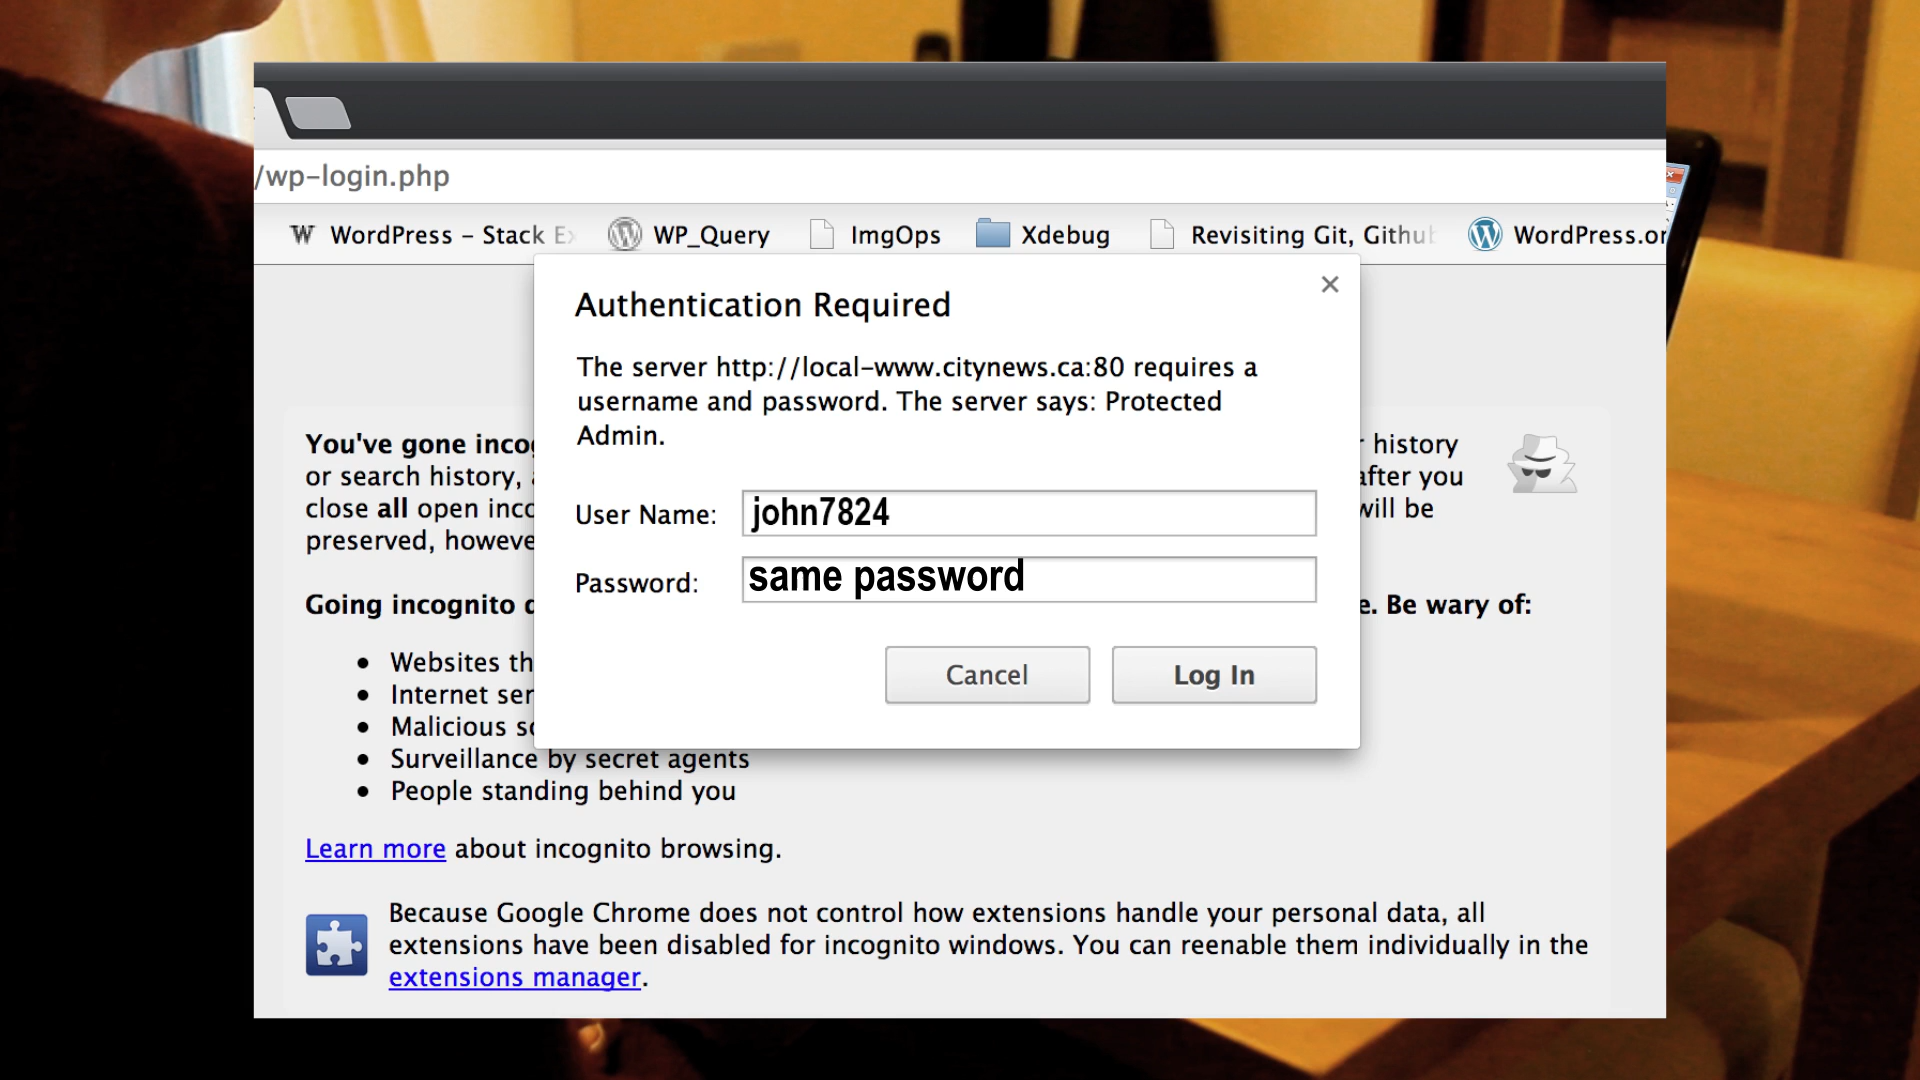 /wp-login.php
WordPress – Stack Ex
WP_Query
ImgOps
Xdebug
Revisiting Git, Githu
WordPress.or
Authentication Required
The server http://local-www.citynews.ca:80 requires a
username and password. The server says: Protected
Admin.
User Name: john7824
Password: same password
Cancel
Log In
You've gone inco
history
or search history,
after you
close all open inco
will be
preserved, howeve
Going incognito d
e. Be wary of:
• Websites th
• Internet ser
• Malicious so
• Surveillance by secret agents
• People standing behind you
Learn more about incognito browsing.
Because Google Chrome does not control how extensions handle your personal data, all
extensions have been disabled for incognito windows. You can reenable them individually in the
extensions manager.